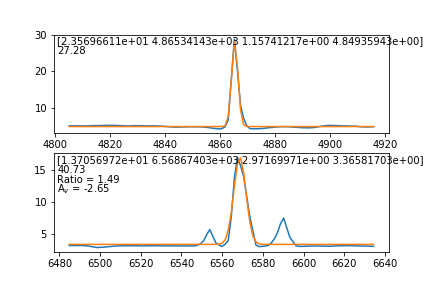 [2.35696611e+01 4.86534143e+03 1.15741217e+00 4.84935943e+00]
27.28
30
20
10
4800 4820 4840 4860 4880 4900 4920
[1.37056972e+01 6.56867403e+03 2.97169971e+00 3.36581703e+00]
40.73
Ratio = 1.49
Aᵥ = -2.65
15
10
5
6480 6500 6520 6540 6560 6580 6600 6620 6640